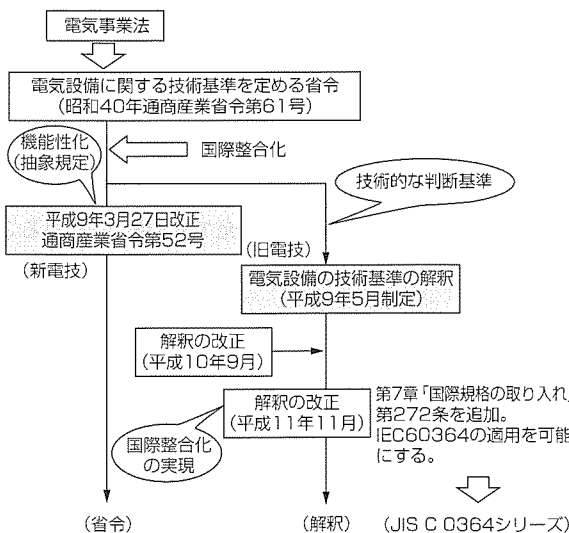 電気事業法
電気設備に関する技術基準を定める省令
(昭和40年通商産業省令第61号)
機能性化
(抽象規定)
国際整合化
技術的な判断基準
平成9年3月27日改正
通商産業省令第52号
(新電技)
(旧電技)
電気設備の技術基準の解釈
(平成9年5月制定)
解釈の改正
(平成10年9月)
解釈の改正
(平成11年11月)
第7章「国際規格の取り入れ」
第272条を追加。
IEC60364の適用を可能
にする。
国際整合化
の実現
(省令)
(解釈)
(JIS C 0364シリーズ)